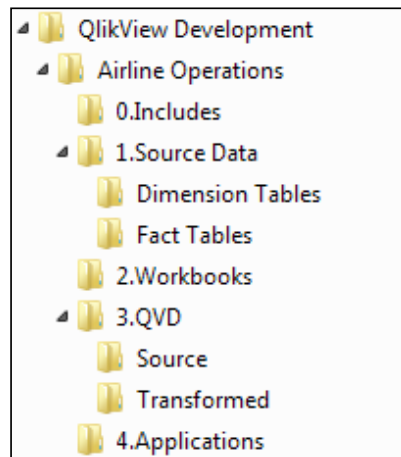 QlikView Development
Airline Operations
0.Includes
1.Source Data
Dimension Tables
Fact Tables
2.Workbooks
3.QVD
Source
Transformed
4.Applications